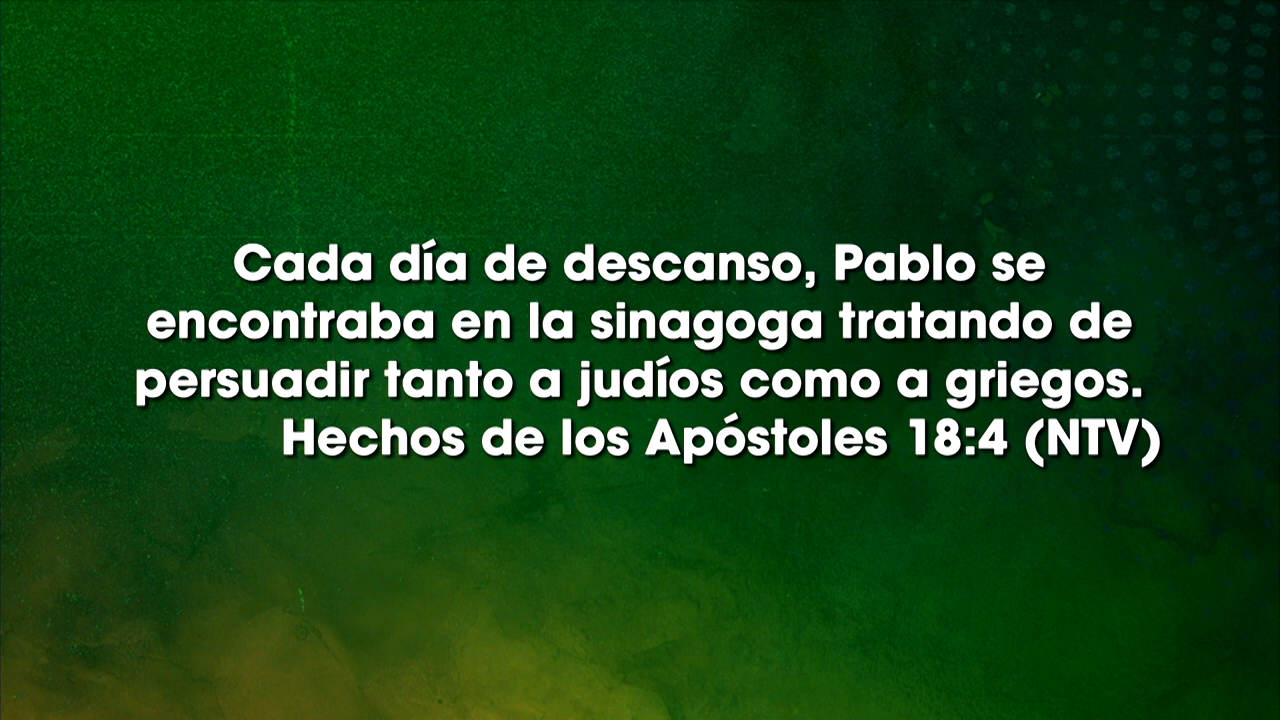 Cada día de descanso, Pablo se
encontraba en la sinagoga tratando de
persuadir tanto a judíos como a griegos.
Hechos de los Apóstoles 18:4 (NTV)